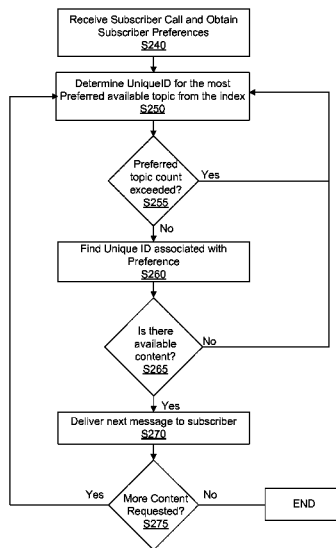 Receive Subscriber Call and Obtain
Subscriber Preferences
S240
Determine UniqueID for the most
Preferred available topic from the index
S250
Preferred
topic count
exceeded?
S255
Yes
No
Find Unique ID associated with
Preference
S260
Is there
available
content?
S265
No
Yes
Deliver next message to subscriber
S270
Yes
More Content
Requested?
S275
No
END